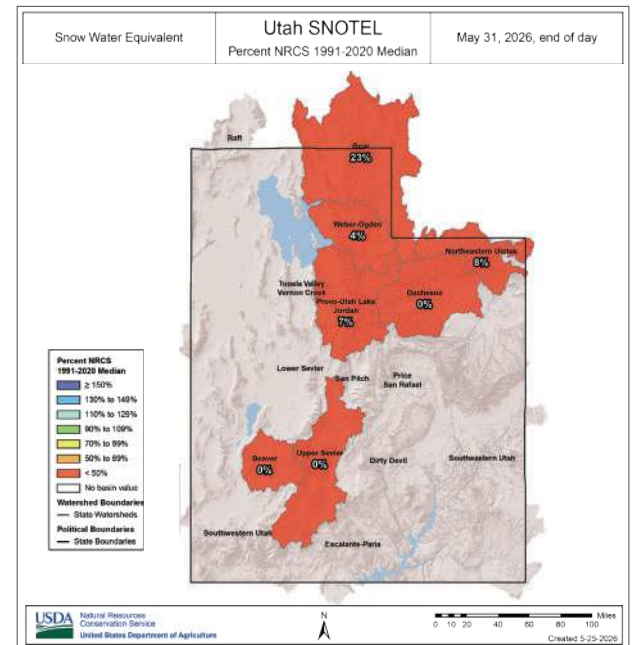 Snow Water Equivalent
Utah SNOTEL
Percent NRCS 1991-2020 Median
May 31, 2026, end of day
Raft
Bear
23%
Weber-Ogden
4%
Northeastern Uintas
8%
Tooele Valley
Vernon Creek
Duchesne
0%
Provo-Utah Lake
Jordan
7%
Lower Sevier
San Pitch
Price
San Rafael
Beaver
0%
Upper Sevier
0%
Dirty Devil
Southeastern Utah
Southwestern Utah
Escalante-Paria
Percent NRCS
1991-2020 Median
≥ 150%
130% to 149%
110% to 129%
90% to 109%
70% to 89%
50% to 69%
< 50%
No basin value
Watershed Boundaries
State Watersheds
Political Boundaries
State Boundaries
USDA
Natural Resources
Conservation Service
United States Department of Agriculture
N
Miles
0 10 20 40 60 80 100
Created 5-25-2026